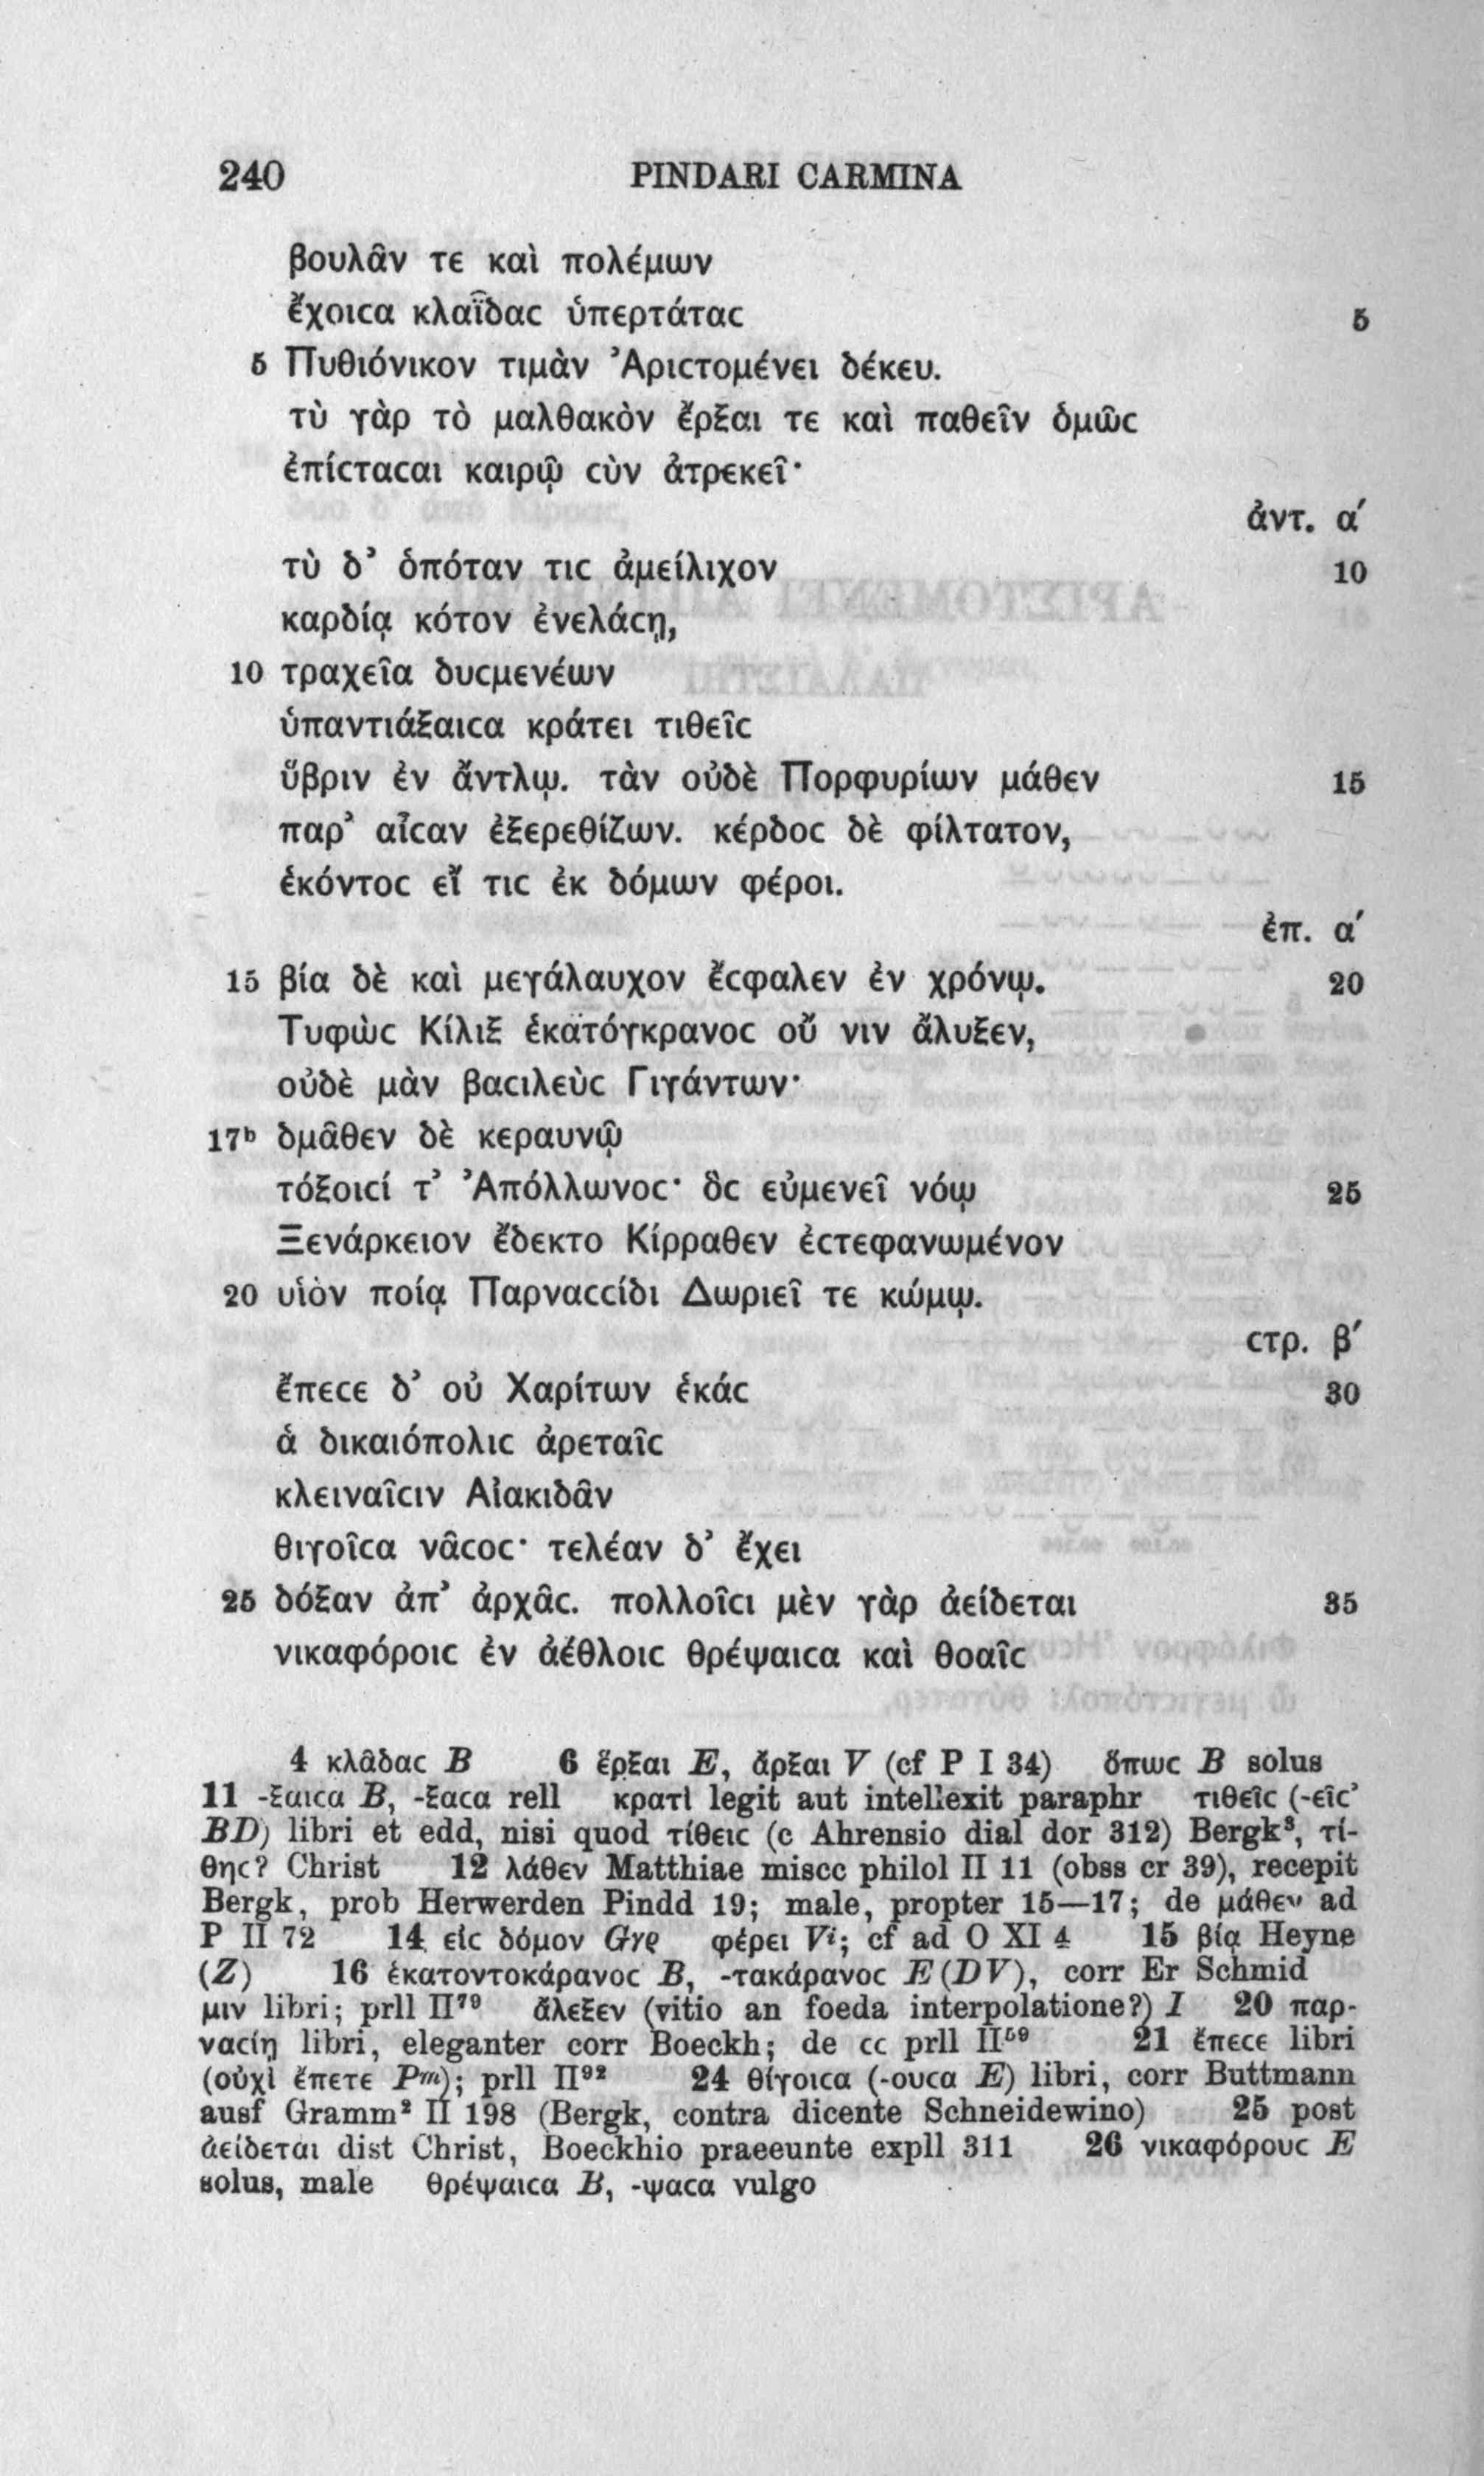 240 PINDARI CARMINA
βουλᾶν τε καὶ πολέμων
ἔχοιϲα κλαῗδαϲ ὑπερτάταϲ 5
5 Πυθιόνικον τιμὰν Ἀριϲτομένει δέκευ.
τὺ γὰρ τὸ μαλθακὸν ἔρξαι τε καὶ παθεῖν ὁμῶϲ
ἐπίϲταϲαι καιρῷ ϲὺν ἀτρεκεῖ·
ἀντ. α′
τὺ δ’ ὁπόταν τιϲ ἀμείλιχον 10
καρδίᾳ κότον ἐνελάϲῃ,
10 τραχεῖα δυϲμενέων
ὑπαντιάξαιϲα κράτει τιθεῖϲ
ὕβριν ἐν ἄντλῳ. τὰν οὐδὲ Πορφυρίων μάθεν 15
παρ’ αἶϲαν ἐξερεθίζων. κέρδοϲ δὲ φίλτατον,
ἑκόντοϲ εἴ τιϲ ἐκ δόμων φέροι.
ἐπ. α′
15 βία δὲ καὶ μεγάλαυχον ἔϲφαλεν ἐν χρόνῳ. 20
Τυφὼϲ Κίλιξ ἑκατόγκρανοϲ οὔ νιν ἄλυξεν,
οὐδὲ μὰν βαϲιλεὺϲ Γιγάντων·
17ᵇ δμᾶθεν δὲ κεραυνῷ
τόξοιϲί τ’ Ἀπόλλωνοϲ· ὃϲ εὐμενεῖ νόῳ 25
Ξενάρκειον ἔδεκτο Κίρραθεν ἐϲτεφανωμένον
20 υἱὸν ποίᾳ Παρναϲϲίδι Δωριεῖ τε κώμῳ.
ϲτρ. β′
ἔπεϲε δ’ οὐ Χαρίτων ἑκάϲ 30
ἁ δικαιόπολιϲ ἀρεταῖϲ
κλειναῖϲιν Αἰακιδᾶν
θιγοῖϲα νᾶϲοϲ· τελέαν δ’ ἔχει
25 δόξαν ἀπ’ ἀρχᾶϲ. πολλοῖϲι μὲν γὰρ ἀείδεται 35
νικαφόροιϲ ἐν ἀέθλοιϲ θρέψαιϲα καὶ θοαῖϲ
4 κλᾶδαϲ B 6 ἕρξαι E, ἄρξαι V (cf P I 34) ὅπωϲ B solus
11 -ξαιϲα B, -ξαϲα rell κρατὶ legit aut intellexit paraphr τιθεῖϲ (-εῖϲ’
BD) libri et edd, nisi quod τίθειϲ (c Ahrensio dial dor 312) Bergk³, τί-
θηϲ? Christ 12 λάθεν Matthiae miscc philol II 11 (obss cr 39), recepit
Bergk, prob Herwerden Pindd 19; male, propter 15—17; de μάθεν ad
P II 72 14 εἰϲ δόμον Grϱ φέρει Vⁱ; cf ad O XI 4 15 βίᾳ Heyne
(Z) 16 ἑκατοντοκάρανοϲ B, -τακάρανοϲ E (DV), corr Er Schmid
μιν libri; prll II⁷⁹ ἄλεξεν (vitio an foeda interpolatione?) I 20 παρ-
ναϲίῃ libri, eleganter corr Boeckh; de ϲϲ prll II⁵⁹ 21 ἔπεϲε libri
(οὐχὶ ἔπετε Pm); prll II⁹² 24 θίγοιϲα (-ουϲα E) libri, corr Buttmann
ausf Gramm² II 198 (Bergk, contra dicente Schneidewino) 25 post
ἀείδεται dist Christ, Boeckhio praeeunte expll 311 26 νικαφόρουϲ E
solus, male θρέψαιϲα B, -ψαϲα vulgo